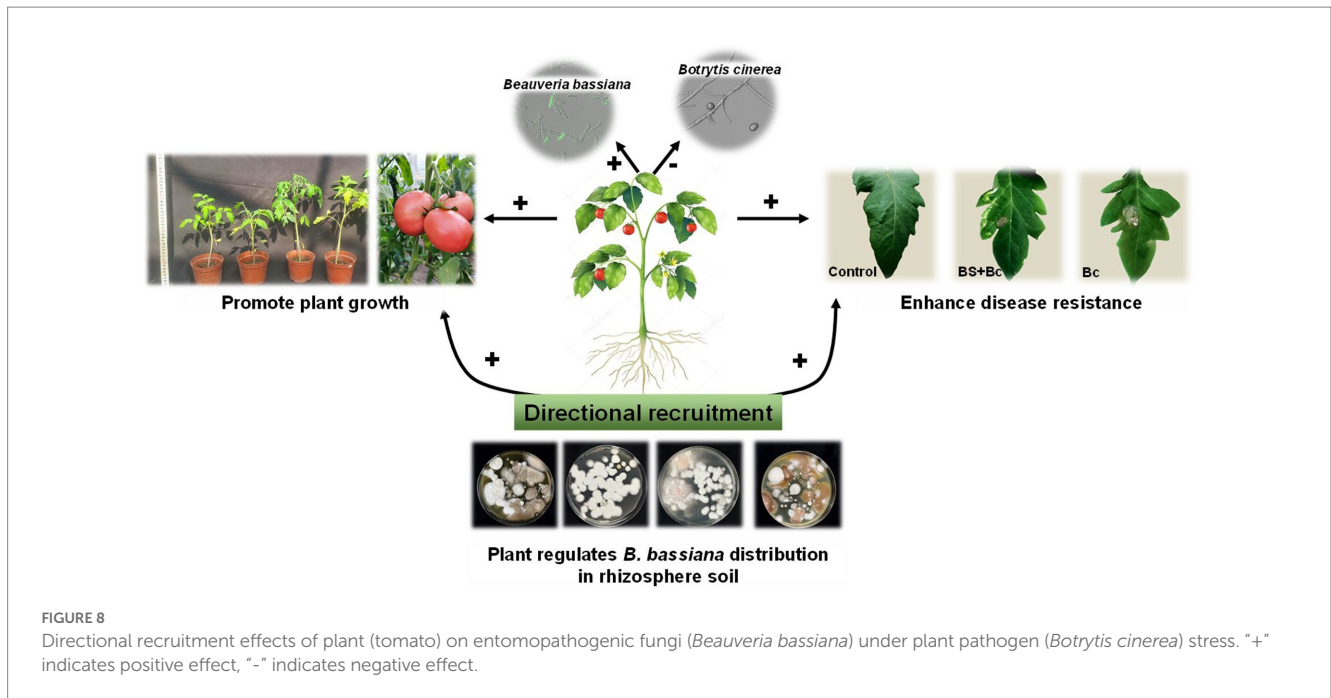 Beauveria bassiana
Botrytis cinerea
+
-
+
+
Control
BS+Bc
Bc
Promote plant growth
Enhance disease resistance
+
+
Directional recruitment
Plant regulates B. bassiana distribution
in rhizosphere soil
FIGURE 8
Directional recruitment effects of plant (tomato) on entomopathogenic fungi (Beauveria bassiana) under plant pathogen (Botrytis cinerea) stress. “+”
indicates positive effect, “-” indicates negative effect.